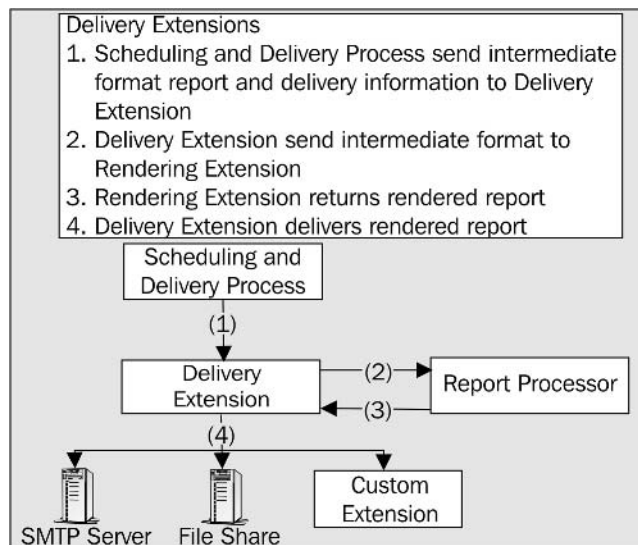 Delivery Extensions
1. Scheduling and Delivery Process send intermediate
format report and delivery information to Delivery
Extension
2. Delivery Extension send intermediate format to
Rendering Extension
3. Rendering Extension returns rendered report
4. Delivery Extension delivers rendered report
Scheduling and
Delivery Process
(1)
Delivery
Extension
(2)
(3)
Report Processor
(4)
SMTP Server
File Share
Custom
Extension